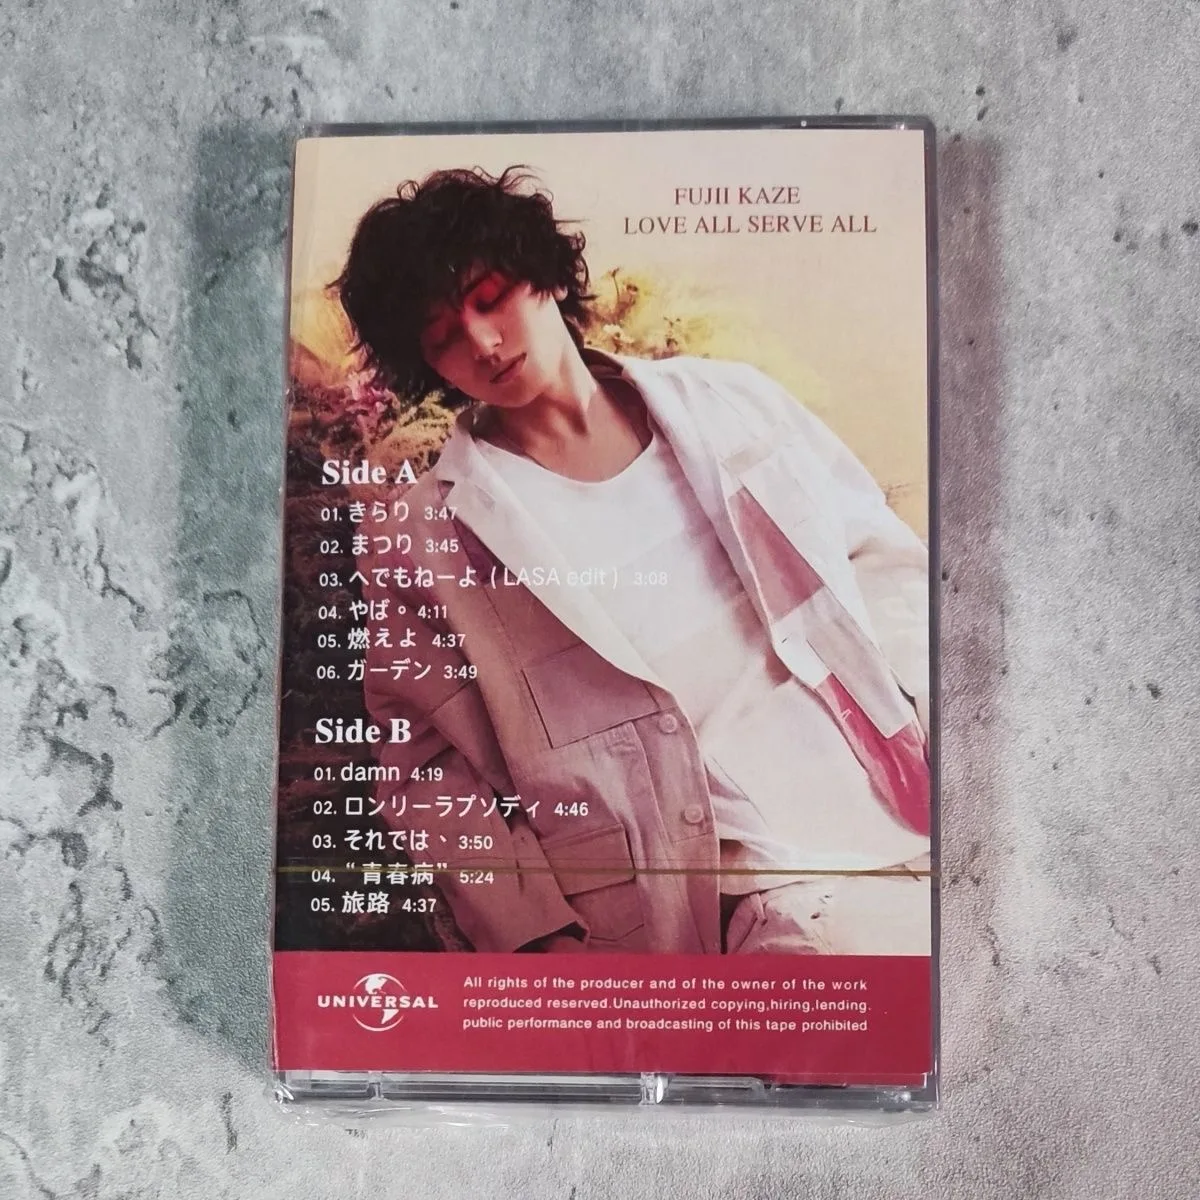 FUJII KAZE
LOVE ALL SERVE ALL
Side A
01. きらり 3:47
02. まつり 3:45
03. へでもねーよ ( LASA edit ) 3:08
04. やば。 4:11
05. 燃えよ 4:37
06. ガーデン 3:49
Side B
01. damn 4:19
02. ロンリーラプソディ 4:46
03. それでは、 3:50
04. “青春病” 5:24
05. 旅路 4:37
UNIVERSAL
All rights of the producer and of the owner of the work
reproduced reserved.Unauthorized copying,hiring,lending.
public performance and broadcasting of this tape prohibited